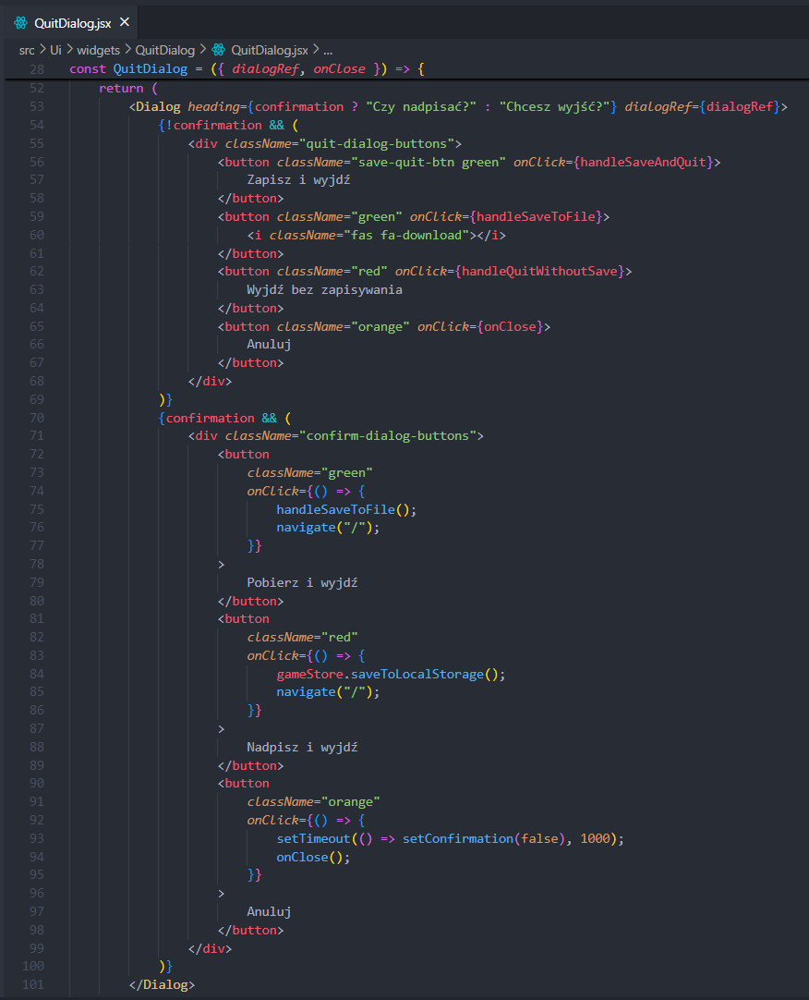 QuitDialog.jsx
src > Ui > widgets > QuitDialog > QuitDialog.jsx > ...
28 const QuitDialog = ({ dialogRef, onClose }) => {
52     return (
53         <Dialog heading={confirmation ? "Czy nadpisać?" : "Chcesz wyjść?"} dialogRef={dialogRef}>
54             {!confirmation && (
55                 <div className="quit-dialog-buttons">
56                     <button className="save-quit-btn green" onClick={handleSaveAndQuit}>
57                         Zapisz i wyjdź
58                     </button>
59                     <button className="green" onClick={handleSaveToFile}>
60                         <i className="fas fa-download"></i>
61                     </button>
62                     <button className="red" onClick={handleQuitWithoutSave}>
63                         Wyjdź bez zapisywania
64                     </button>
65                     <button className="orange" onClick={onClose}>
66                         Anuluj
67                     </button>
68                 </div>
69             )}
70             {confirmation && (
71                 <div className="confirm-dialog-buttons">
72                     <button
73                         className="green"
74                         onClick={() => {
75                             handleSaveToFile();
76                             navigate("/");
77                         }}
78                     >
79                         Pobierz i wyjdź
80                     </button>
81                     <button
82                         className="red"
83                         onClick={() => {
84                             gameStore.saveToLocalStorage();
85                             navigate("/");
86                         }}
87                     >
88                         Nadpisz i wyjdź
89                     </button>
90                     <button
91                         className="orange"
92                         onClick={() => {
93                             setTimeout(() => setConfirmation(false), 1000);
94                             onClose();
95                         }}
96                     >
97                         Anuluj
98                     </button>
99                 </div>
100             )}
101         </Dialog>